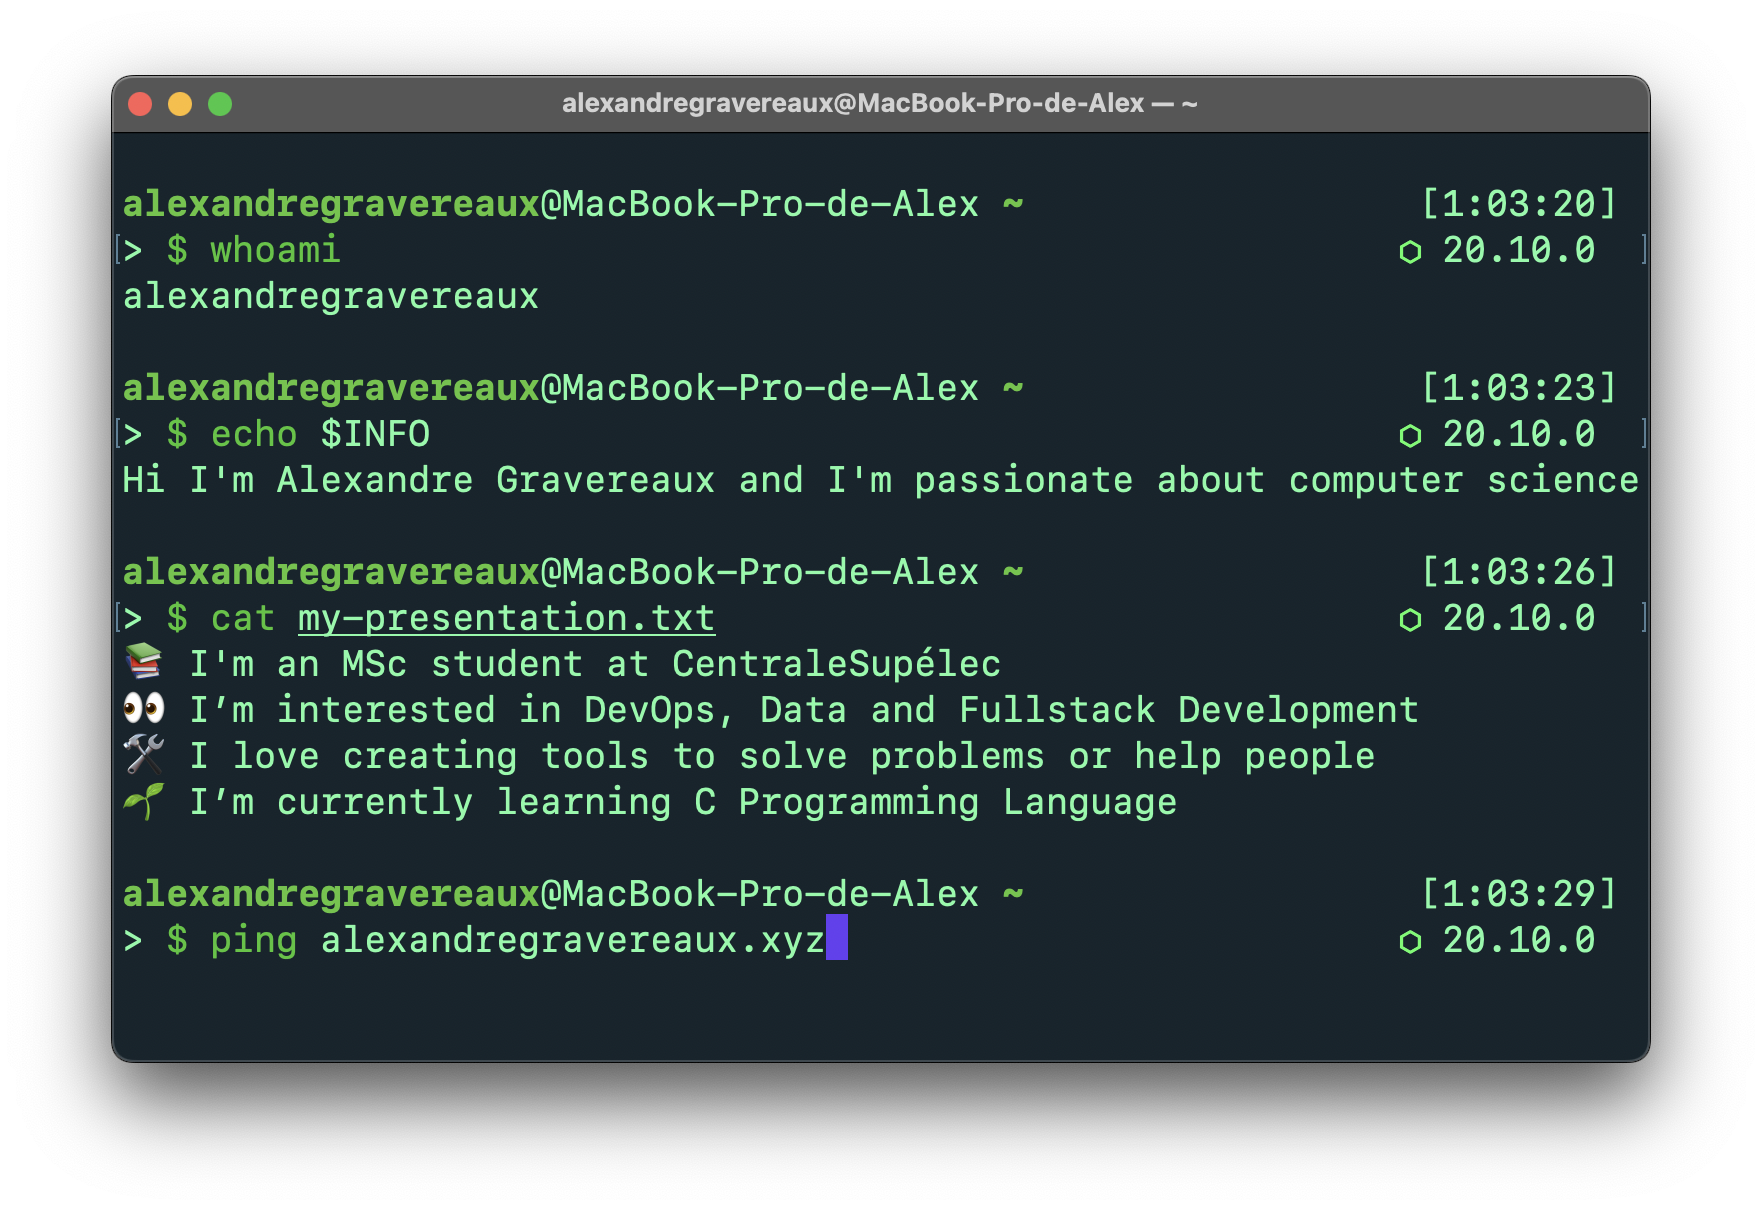 alexandregravereaux@MacBook-Pro-de-Alex — ~
alexandregravereaux@MacBook-Pro-de-Alex ~ [1:03:20]
[> $ whoami ⬡ 20.10.0 ]
alexandregravereaux
alexandregravereaux@MacBook-Pro-de-Alex ~ [1:03:23]
[> $ echo $INFO ⬡ 20.10.0 ]
Hi I'm Alexandre Gravereaux and I'm passionate about computer science
alexandregravereaux@MacBook-Pro-de-Alex ~ [1:03:26]
[> $ cat my-presentation.txt ⬡ 20.10.0 ]
📚 I'm an MSc student at CentraleSupélec
👀 I’m interested in DevOps, Data and Fullstack Development
🛠 I love creating tools to solve problems or help people
🌱 I’m currently learning C Programming Language
alexandregravereaux@MacBook-Pro-de-Alex ~ [1:03:29]
> $ ping alexandregravereaux.xyz ⬡ 20.10.0